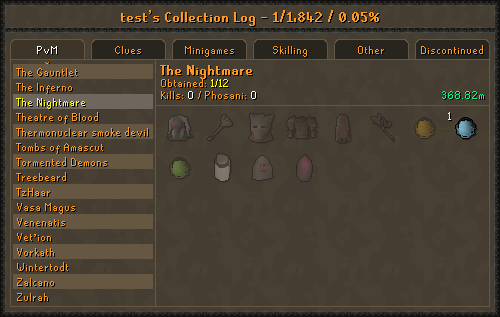 test's Collection Log - 1/1,842 / 0.05%
PvM Clues Minigames Skilling Other Discontinued
The Gauntlet
The Inferno
The Nightmare
Theatre of Blood
Thermonuclear smoke devil
Tombs of Amascut
Tormented Demons
Treebeard
TzHaar
Vasa Magus
Venenatis
Vet'ion
Vorkath
Wintertodt
Zalcano
Zulrah
The Nightmare
Obtained: 1/12
Kills: 0 / Phosani: 0 368.82m
1